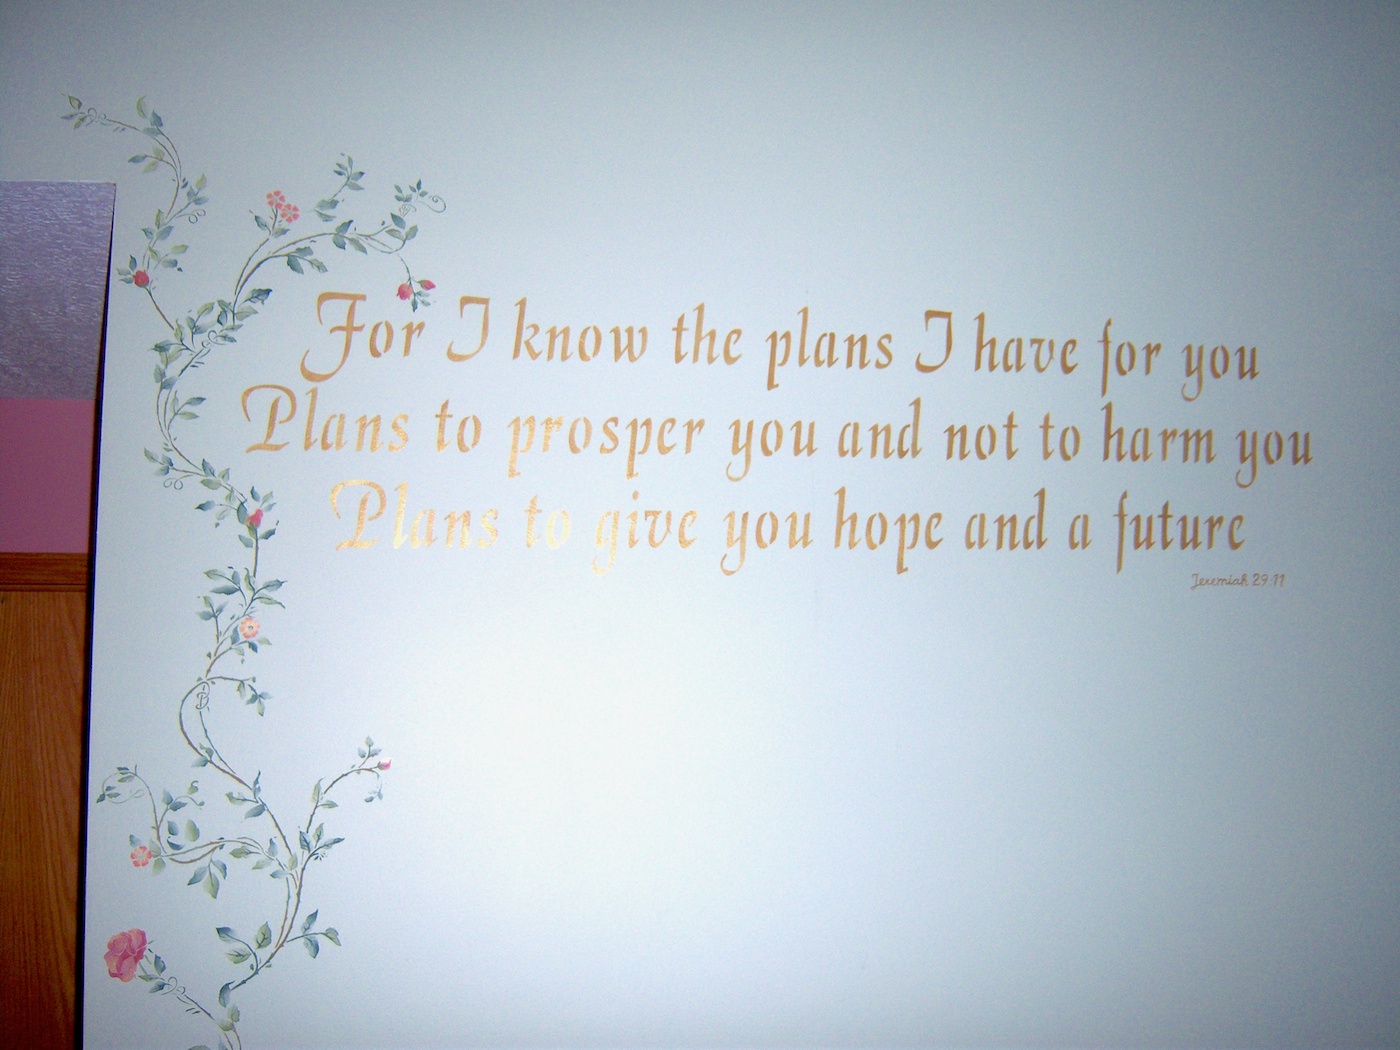 For I know the plans I have for you
Plans to prosper you and not to harm you
Plans to give you hope and a future
Jeremiah 29:11